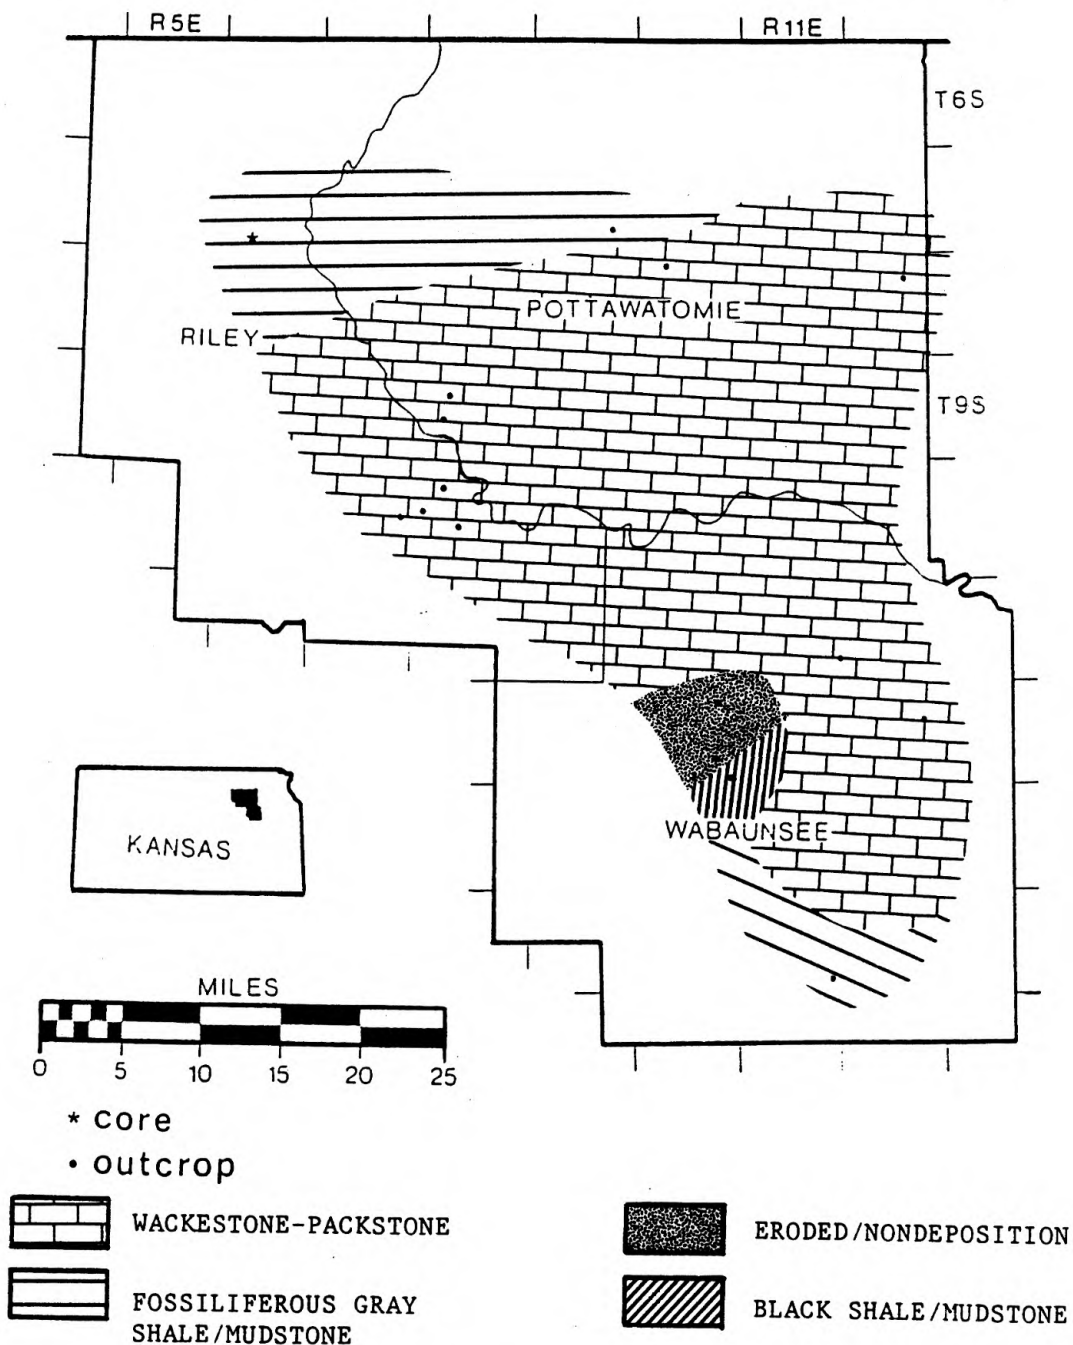 R5E
R11E
T6S
POTTAWATOMIE
RILEY
T9S
WABAUNSEE
KANSAS
MILES
0 5 10 15 20 25
* core
• outcrop
WACKESTONE-PACKSTONE
FOSSILIFEROUS GRAY
SHALE/MUDSTONE
ERODED/NONDEPOSITION
BLACK SHALE/MUDSTONE